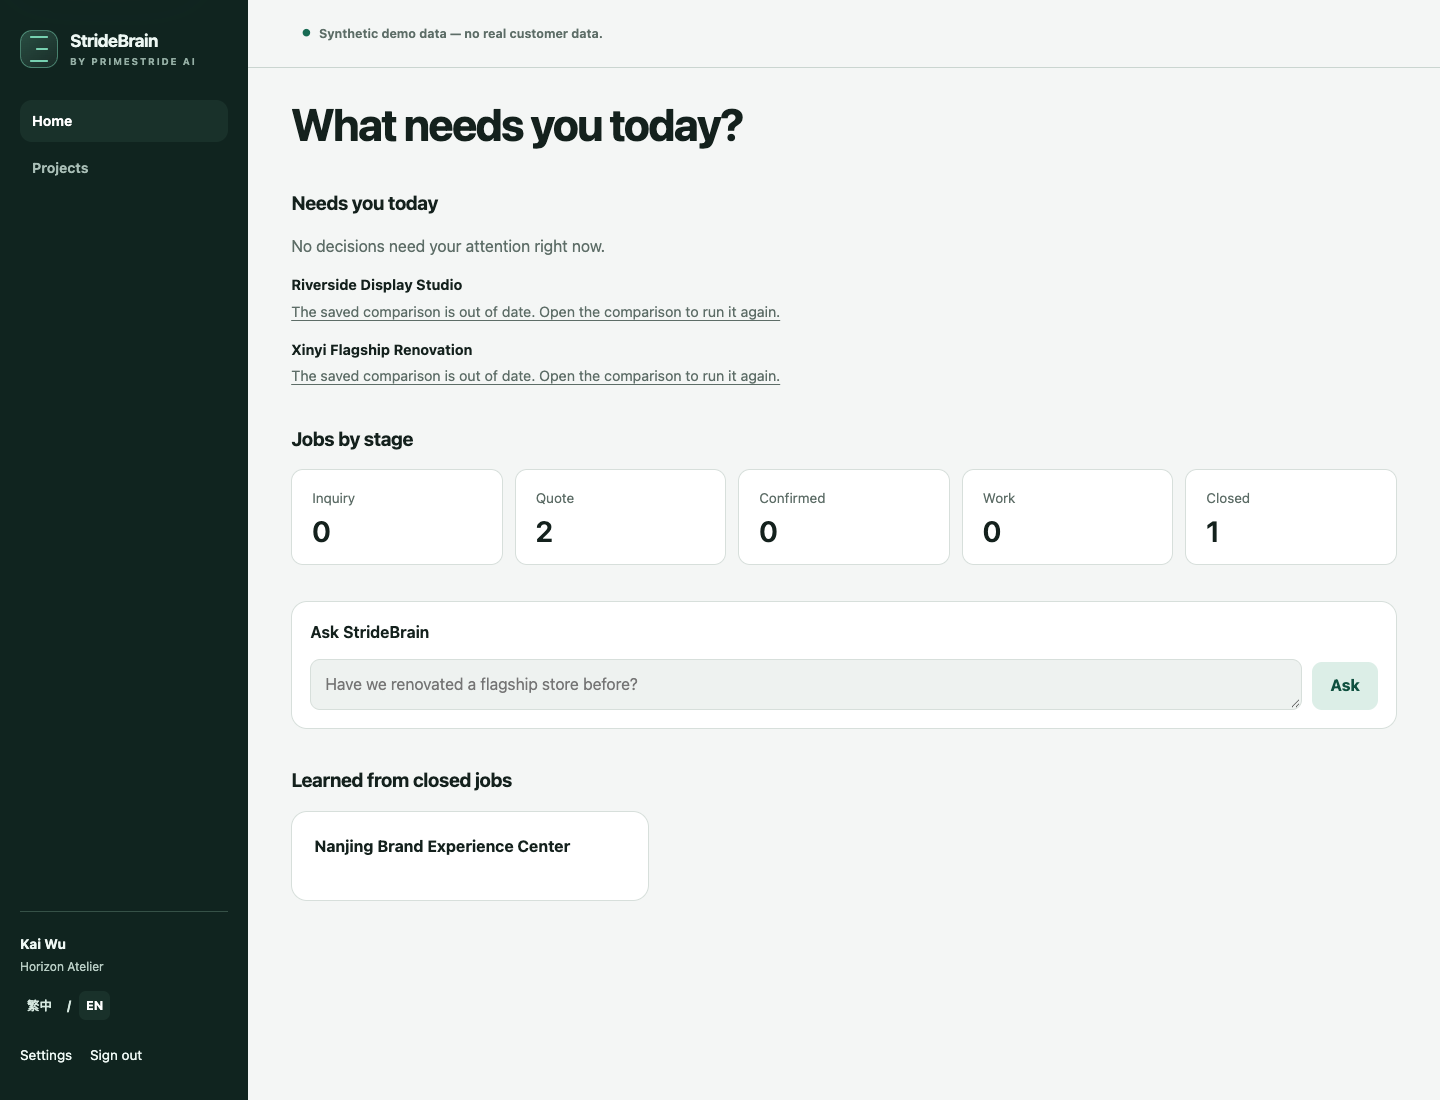 StrideBrain
BY PRIMESTRIDE AI
Home
Projects
Kai Wu
Horizon Atelier
繁中 / EN
Settings Sign out
Synthetic demo data — no real customer data.
What needs you today?
Needs you today
No decisions need your attention right now.
Riverside Display Studio
The saved comparison is out of date. Open the comparison to run it again.
Xinyi Flagship Renovation
The saved comparison is out of date. Open the comparison to run it again.
Jobs by stage
Inquiry
0
Quote
2
Confirmed
0
Work
0
Closed
1
Ask StrideBrain
Have we renovated a flagship store before?
Ask
Learned from closed jobs
Nanjing Brand Experience Center